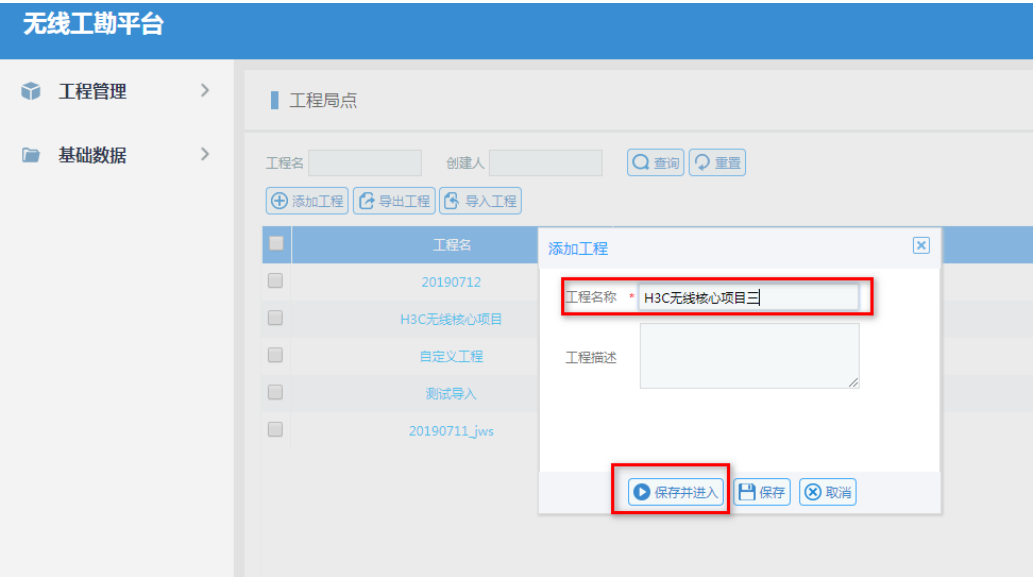 无线工勘平台
工程管理
基础数据
工程局点
工程名 创建人 查询 重置
添加工程 导出工程 导入工程
工程名
20190712
H3C无线核心项目
自定义工程
测试导入
20190711_jws
添加工程
工程名称 * H3C无线核心项目三
工程描述
保存并进入 保存 取消